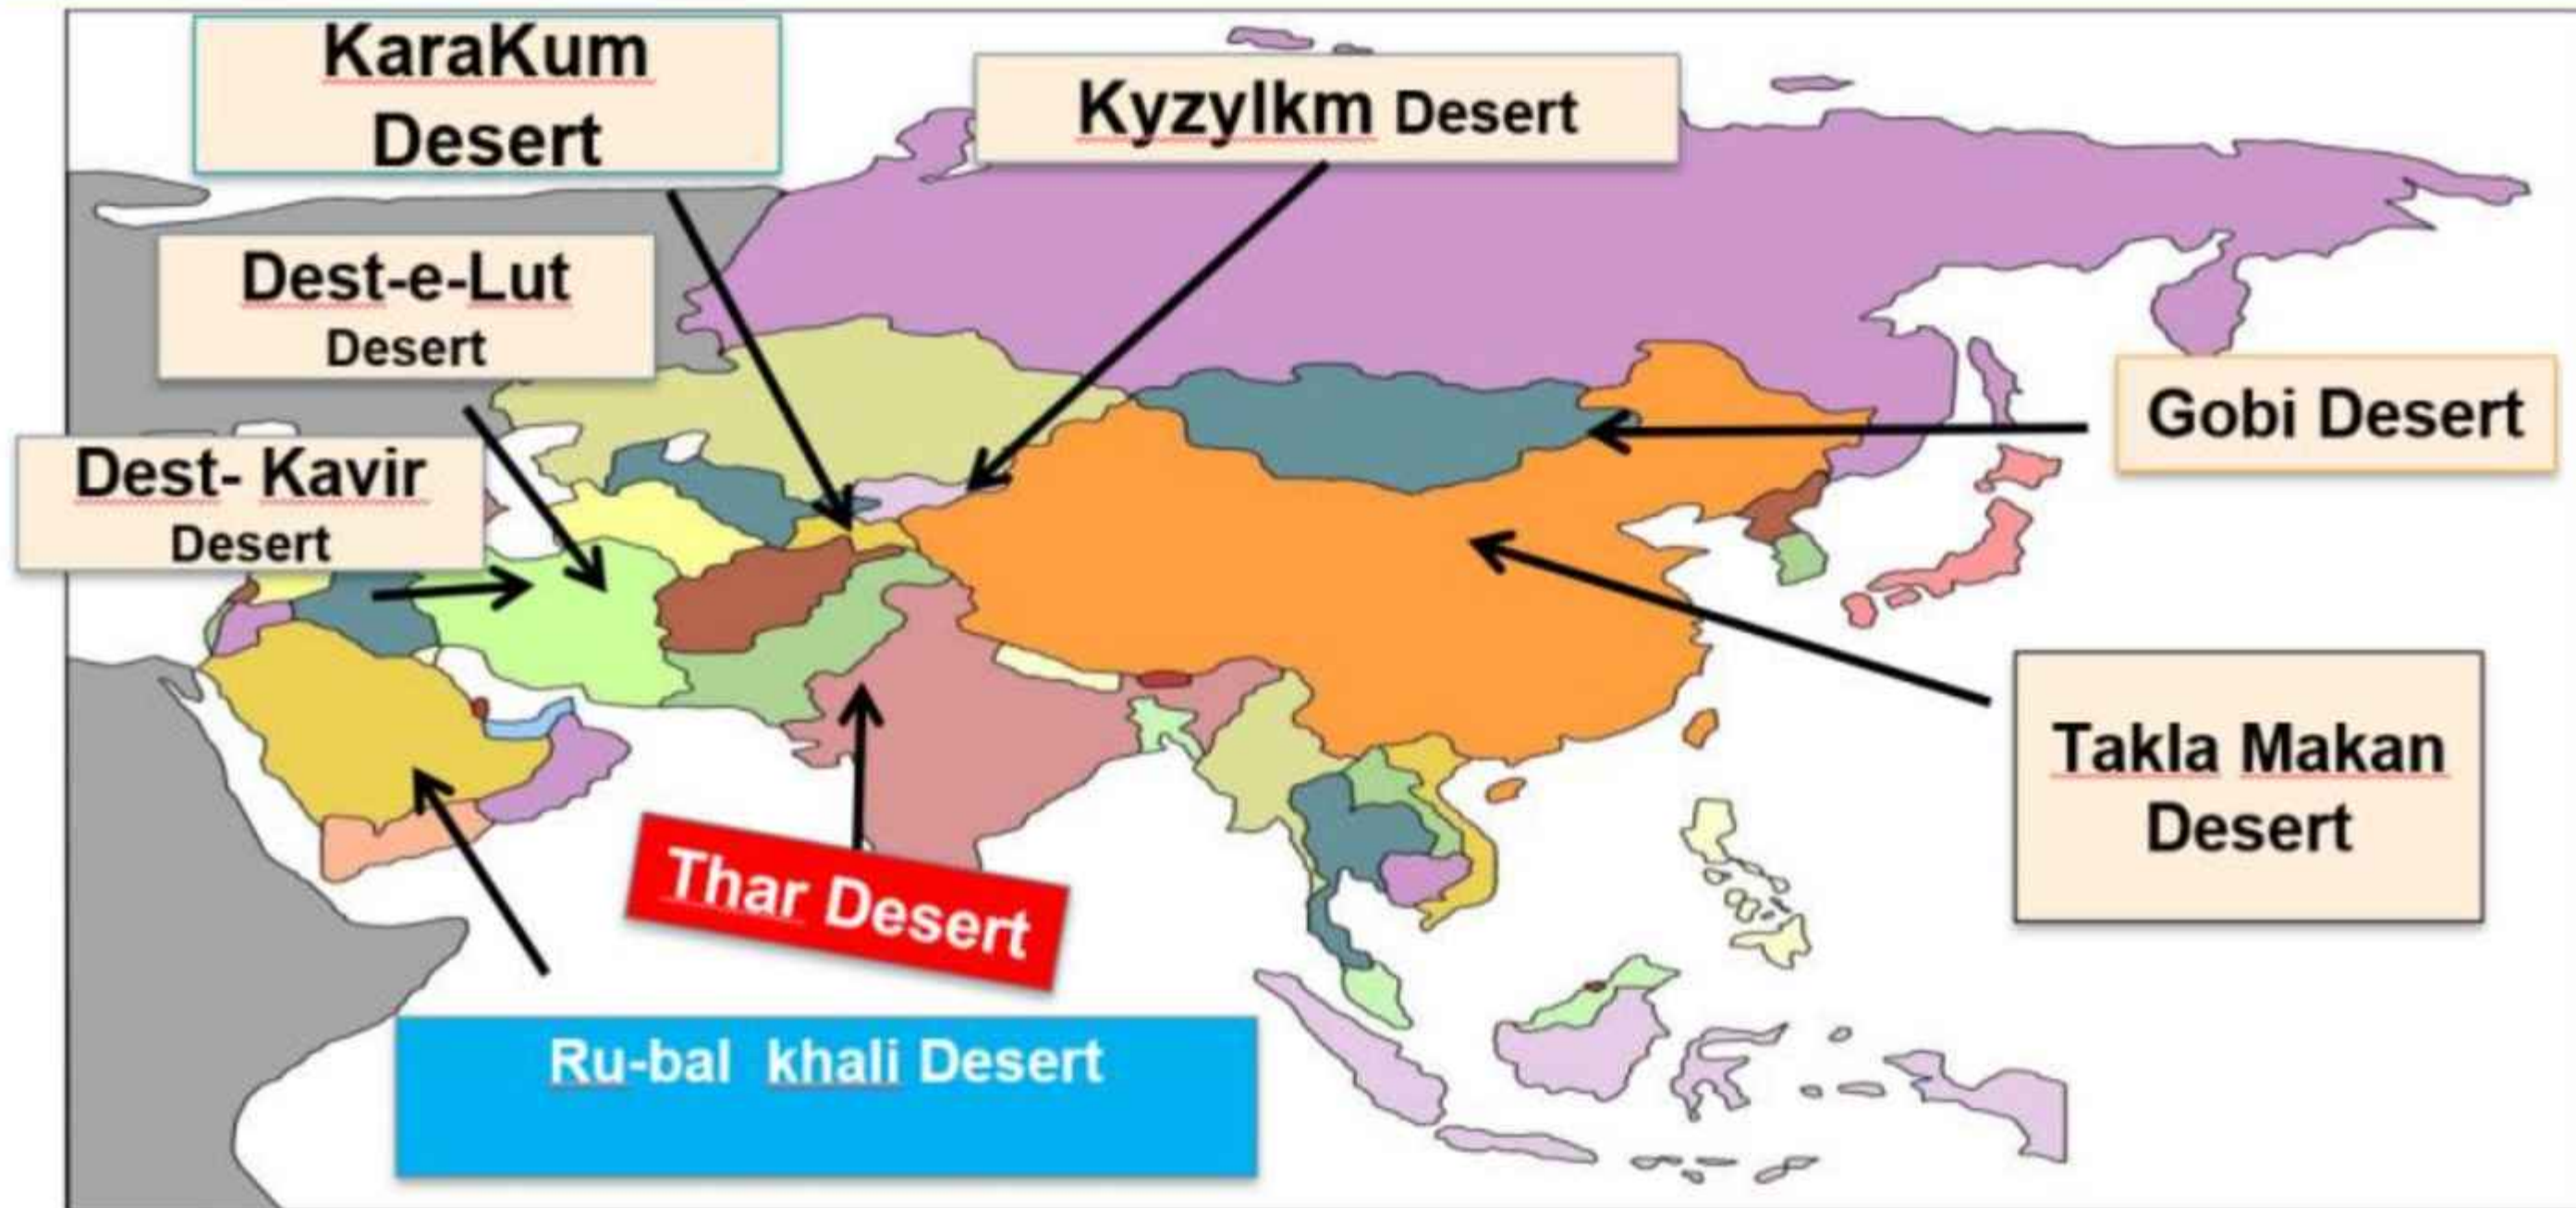 KaraKum
Desert
Kyzylkm Desert
Dest-e-Lut
Desert
Gobi Desert
Dest- Kavir
Desert
Takla Makan
Desert
Thar Desert
Ru-bal khali Desert